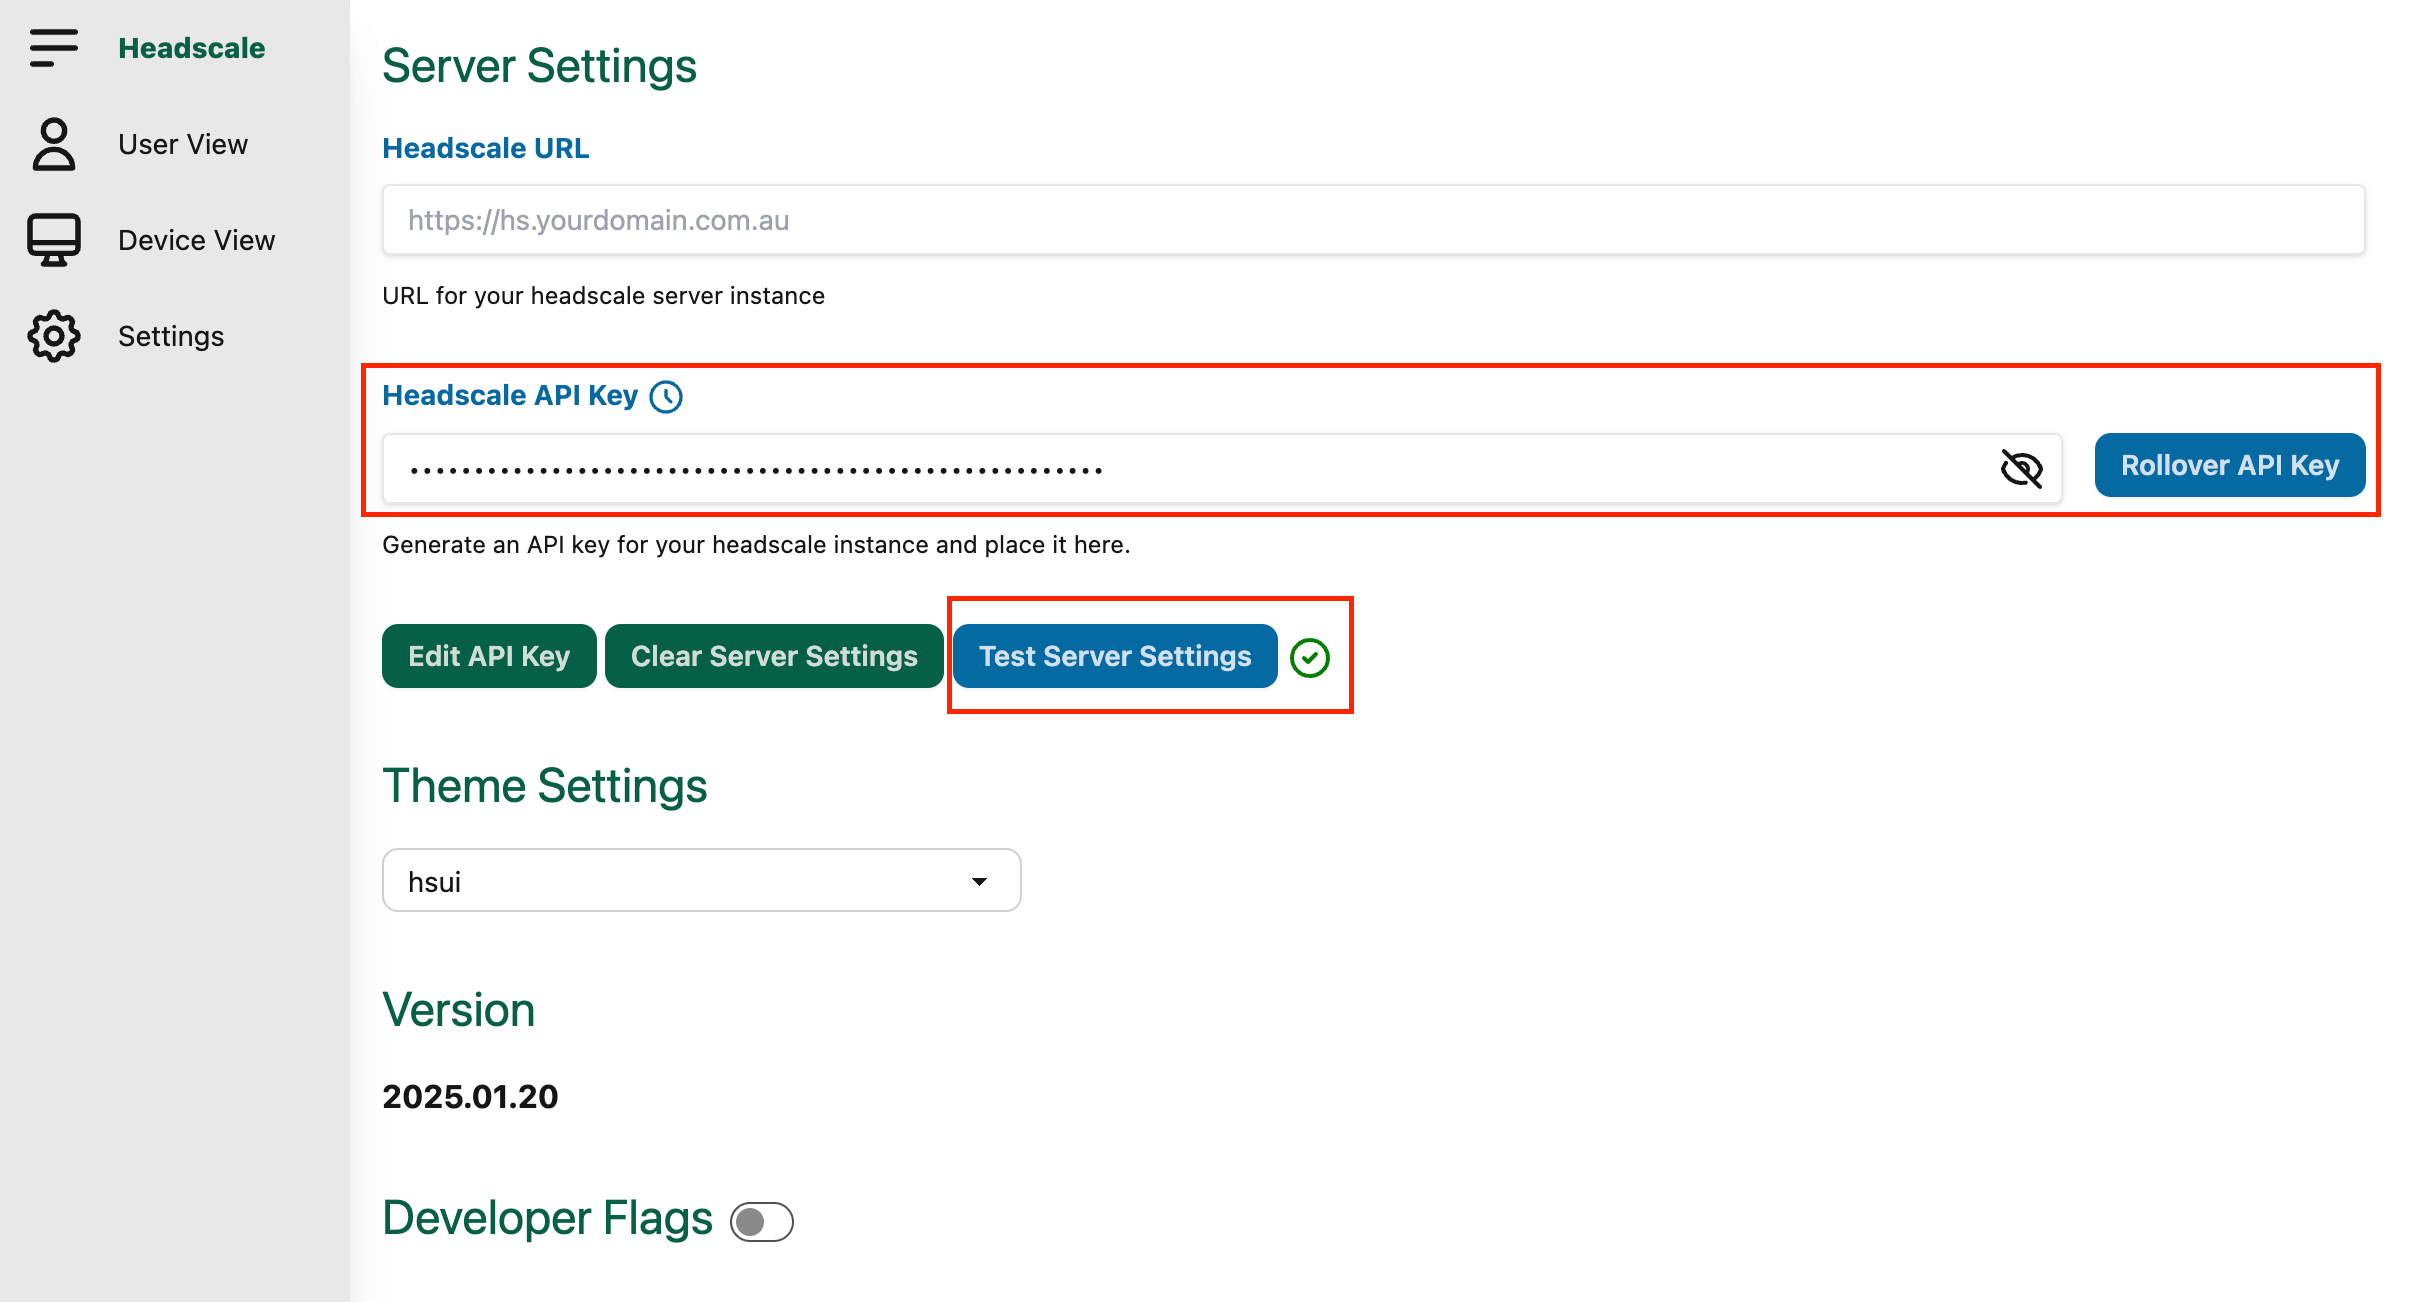 Headscale
User View
Device View
Settings
Server Settings
Headscale URL
https://hs.yourdomain.com.au
URL for your headscale server instance
Headscale API Key
Rollover API Key
Generate an API key for your headscale instance and place it here.
Edit API Key
Clear Server Settings
Test Server Settings
Theme Settings
hsui
Version
2025.01.20
Developer Flags